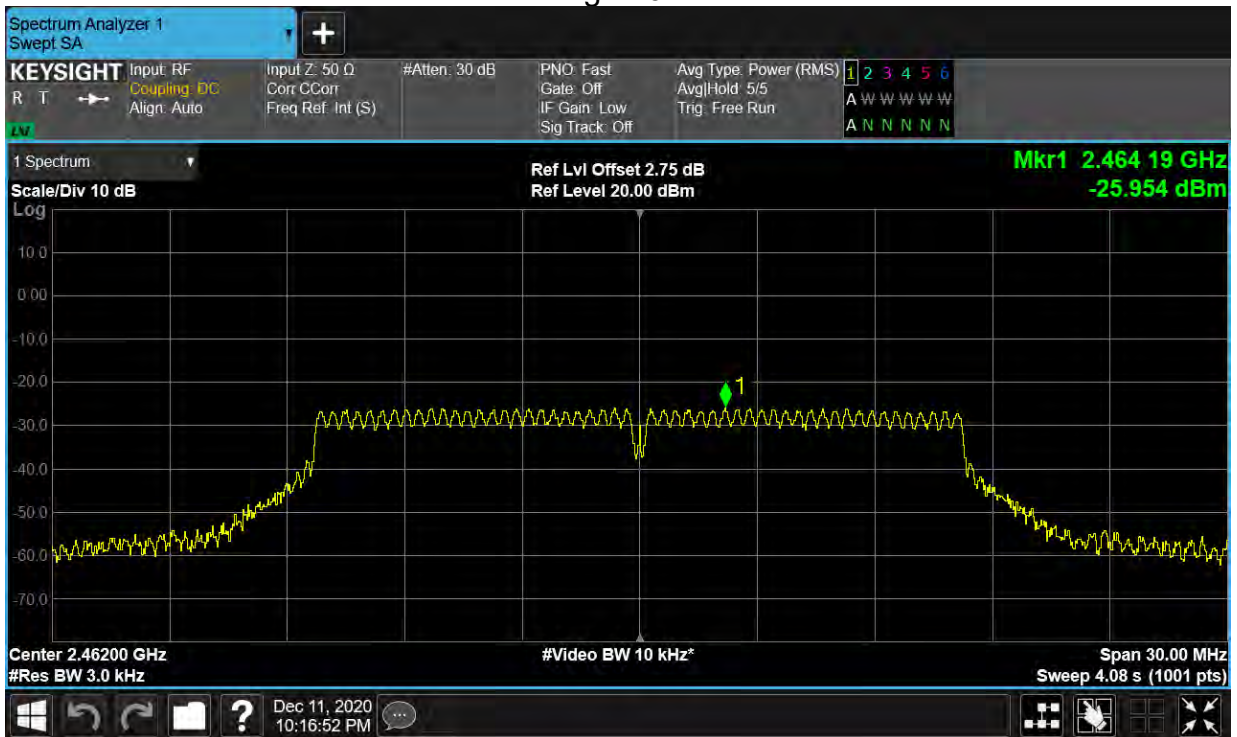 Spectrum Analyzer 1
Swept SA
+
KEYSIGHT Input: RF Input Z: 50 Ω #Atten: 30 dB PNO: Fast Avg Type: Power (RMS) 1 2 3 4 5 6
R T Coupling: DC Corr CCorr Gate: Off Avg|Hold: 5/5 A W W W W W
Align: Auto Freq Ref: Int (S) IF Gain: Low Trig: Free Run
Sig Track: Off A N N N N N
1 Spectrum Ref Lvl Offset 2.75 dB Mkr1 2.464 19 GHz
Scale/Div 10 dB Ref Level 20.00 dBm -25.954 dBm
Log
10.0
0.00
-10.0
-20.0
1
-30.0
-40.0
-50.0
-60.0
-70.0
Center 2.46200 GHz #Video BW 10 kHz* Span 30.00 MHz
#Res BW 3.0 kHz Sweep 4.08 s (1001 pts)
? Dec 11, 2020
10:16:52 PM